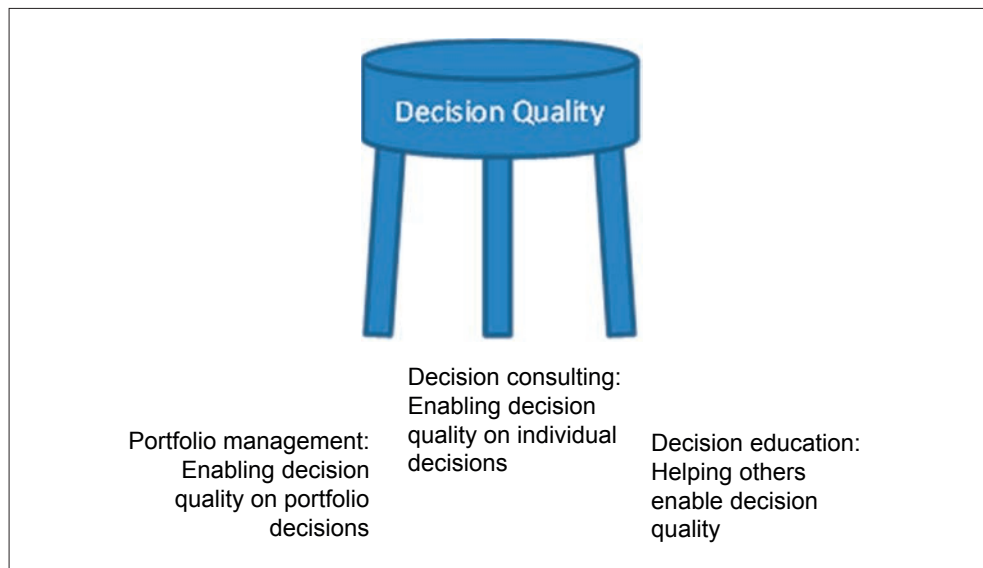 Decision Quality
Portfolio management:
Enabling decision
quality on portfolio
decisions
Decision consulting:
Enabling decision
quality on individual
decisions
Decision education:
Helping others
enable decision
quality